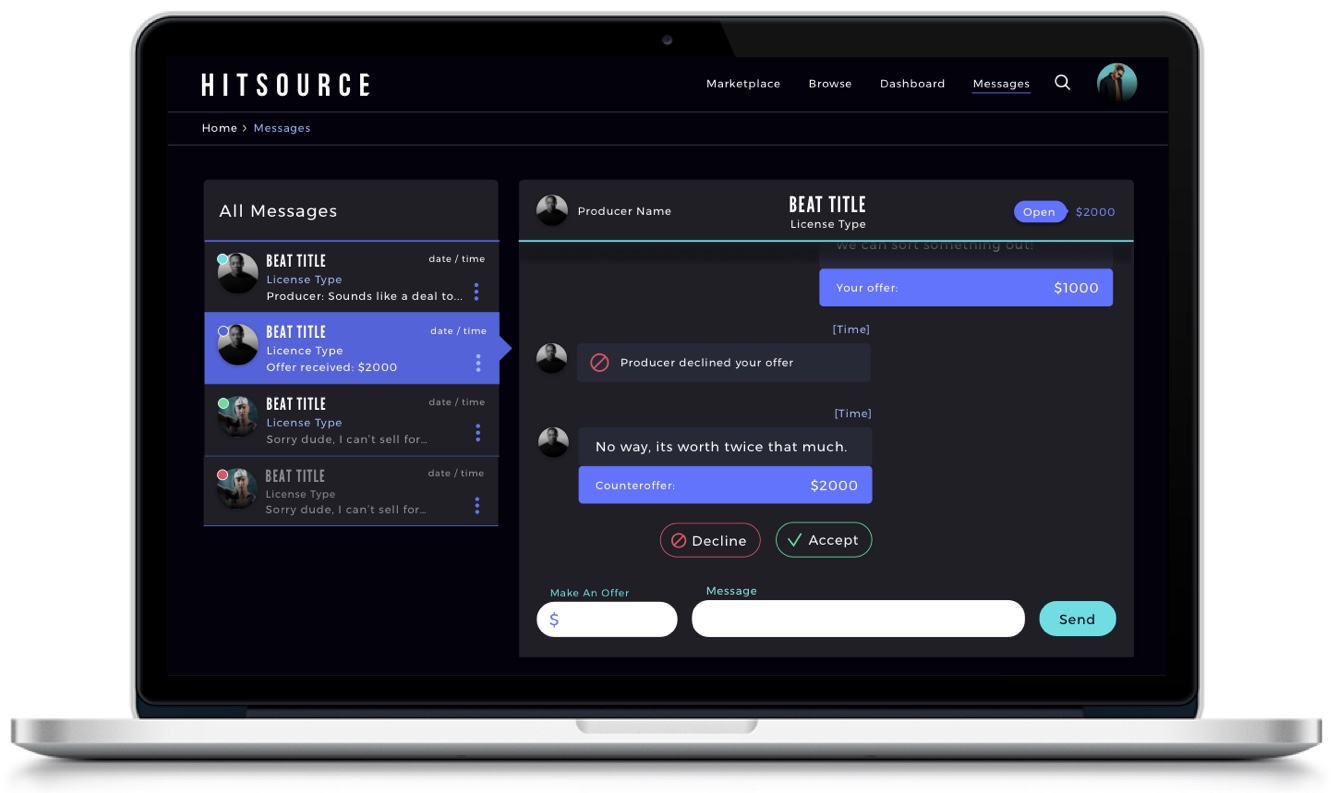 HITSOURCE
Marketplace Browse Dashboard Messages
Home > Messages
All Messages
BEAT TITLE date / time
License Type
Producer: Sounds like a deal to...
BEAT TITLE date / time
Licence Type
Offer received: $2000
BEAT TITLE date / time
License Type
Sorry dude, I can't sell for...
BEAT TITLE date / time
License Type
Sorry dude, I can't sell for...
Producer Name
BEAT TITLE
License Type
Open $2000
we can sort something out!
Your offer: $1000
[Time]
Producer declined your offer
[Time]
No way, its worth twice that much.
Counteroffer: $2000
Decline Accept
Make An Offer Message
$
Send